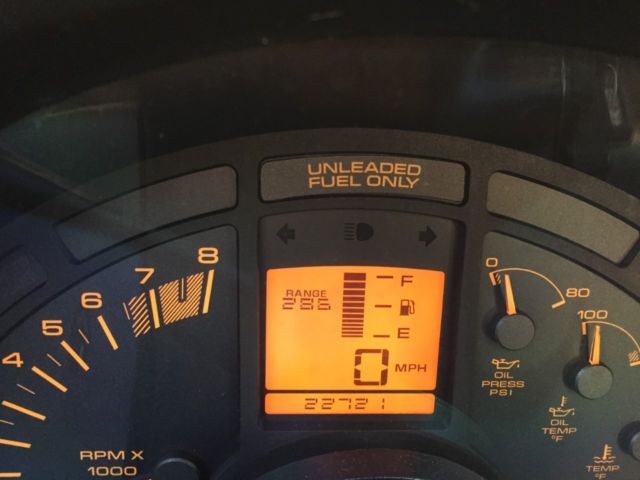 UNLEADED
FUEL ONLY
8
7
6
5
4
RPM X
1000
F
RANGE
286
E
0 MPH
22721
0
80
OIL
PRESS
PSI
100
OIL
TEMP
°F
TEMP
°F